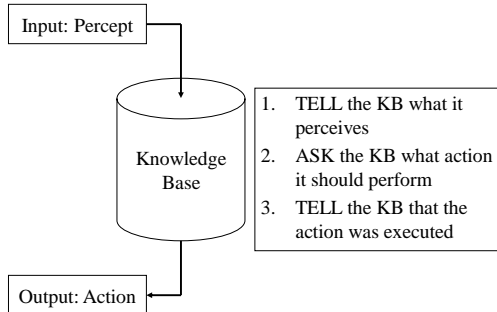 Input: Percept
Knowledge
Base
1. TELL the KB what it
perceives
2. ASK the KB what action
it should perform
3. TELL the KB that the
action was executed
Output: Action